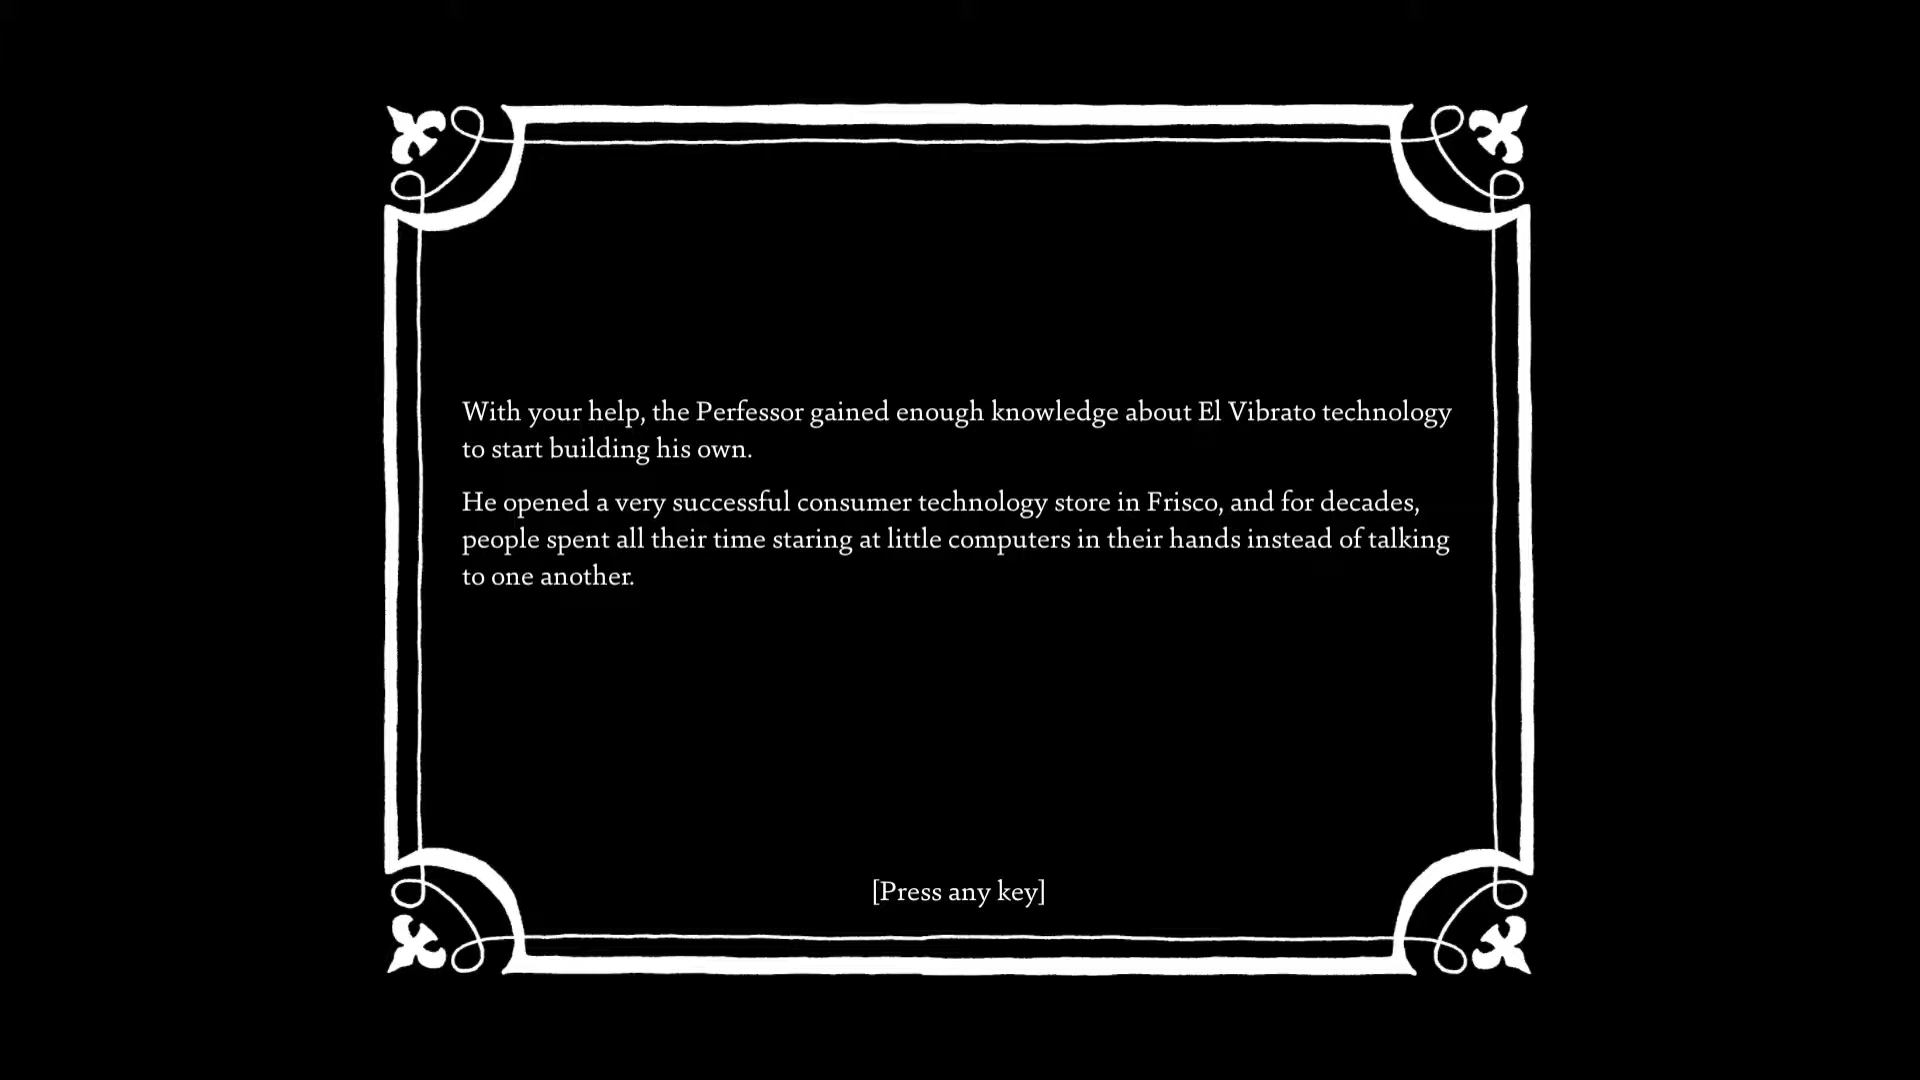 With your help, the Perfessor gained enough knowledge about El Vibrato technology
to start building his own.
He opened a very successful consumer technology store in Frisco, and for decades,
people spent all their time staring at little computers in their hands instead of talking
to one another.
[Press any key]